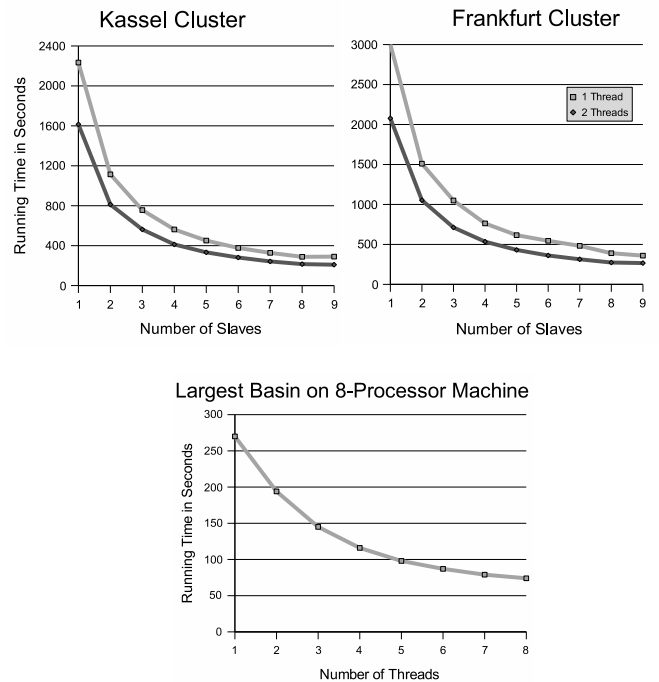 Kassel Cluster
Frankfurt Cluster
Running Time in Seconds
2400
2000
1600
1200
800
400
0
1 2 3 4 5 6 7 8 9
Number of Slaves
3000
2500
2000
1500
1000
500
0
1 Thread
2 Threads
1 2 3 4 5 6 7 8 9
Number of Slaves
Largest Basin on 8-Processor Machine
Running Time in Seconds
300
250
200
150
100
50
0
1 2 3 4 5 6 7 8
Number of Threads